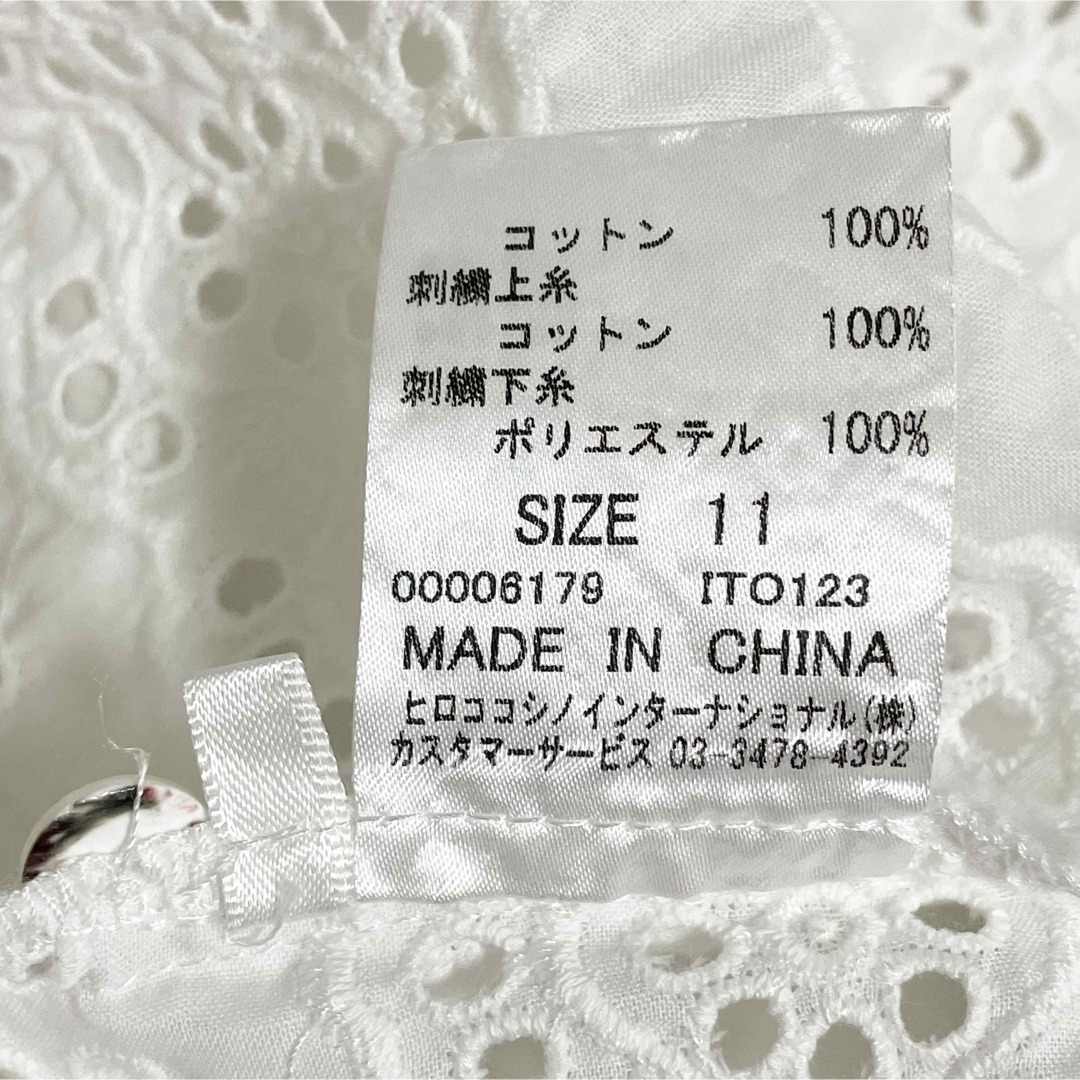 コットン 100%
刺繍上糸
コットン 100%
刺繍下糸
ポリエステル 100%
SIZE 11
00006179 ITO123
MADE IN CHINA
ヒロココシノインターナショナル(株)
カスタマーサービス 03-3478-4392